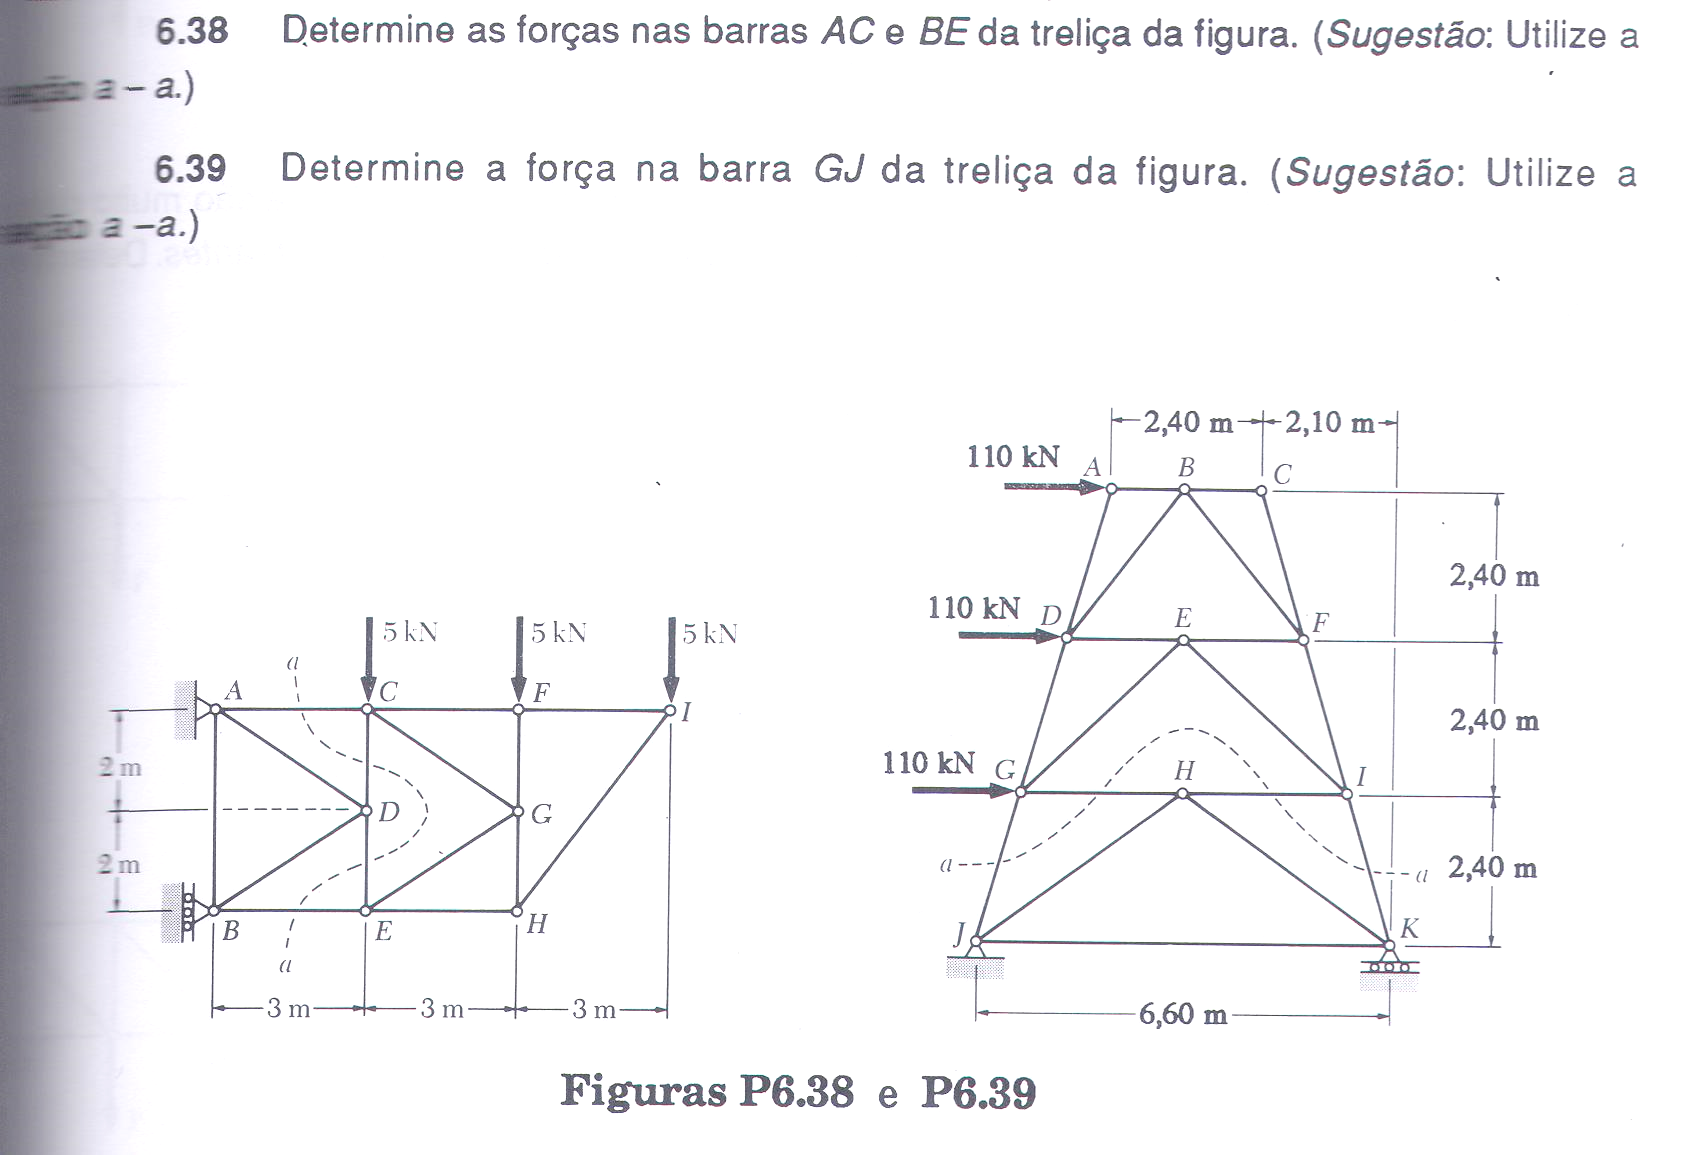 6.38 Determine as forças nas barras AC e BE da treliça da figura. (Sugestão: Utilize a
a – a.)
6.39 Determine a força na barra GJ da treliça da figura. (Sugestão: Utilize a
a –a.)
2,40 m 2,10 m
110 kN A B C
2,40 m
110 kN D E F
5 kN 5 kN 5 kN
a
A C F I
2,40 m
110 kN G H I
2 m
D G
2 m
a a 2,40 m
B E H
J K
a
3 m 3 m 3 m
6,60 m
Figuras P6.38 e P6.39